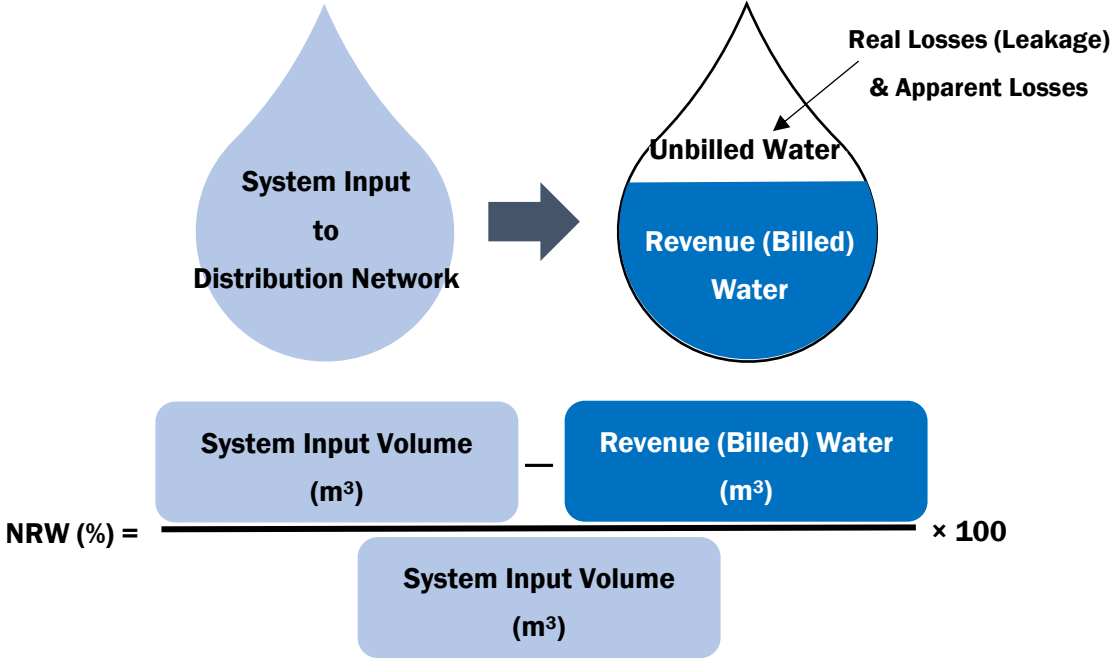 System Input
to
Distribution Network
Real Losses (Leakage)
& Apparent Losses
Unbilled Water
Revenue (Billed)
Water
System Input Volume
(m³)
—
Revenue (Billed) Water
(m³)
NRW (%) =
× 100
System Input Volume
(m³)